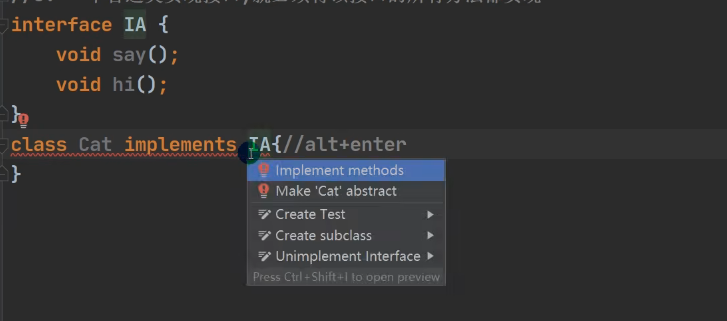 interface IA {
void say();
void hi();
}
class Cat implements IA{//alt+enter
}
Implement methods
Make 'Cat' abstract
Create Test
Create subclass
Unimplement Interface
Press Ctrl+Shift+I to open preview